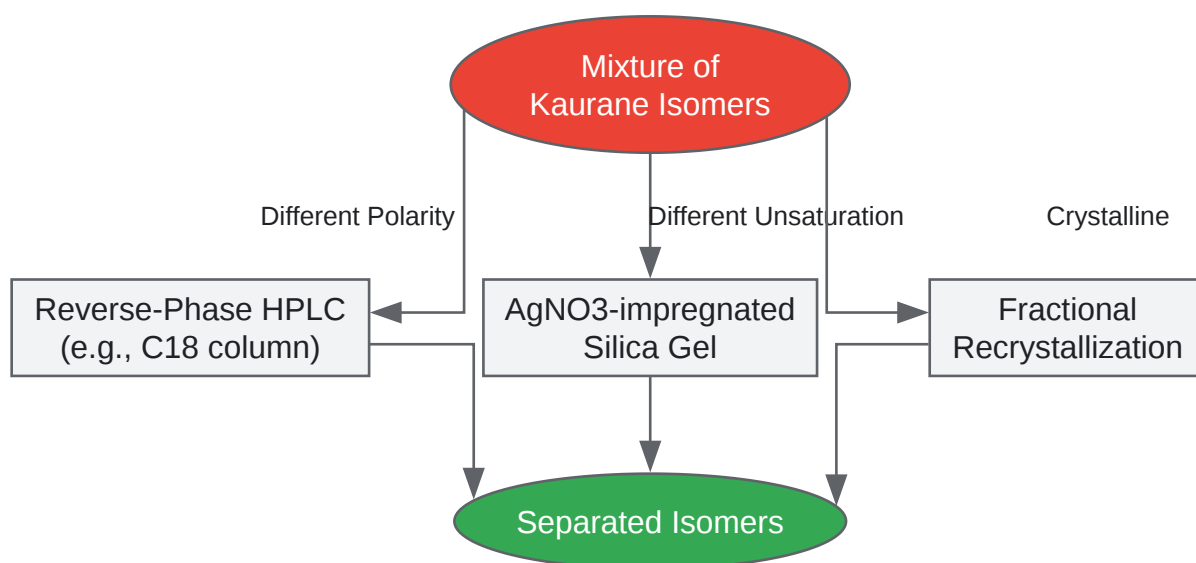 Mixture of
Kaurane Isomers
Different Polarity
Different Unsaturation
Crystalline
Reverse-Phase HPLC
(e.g., C18 column)
AgNO3-impregnated
Silica Gel
Fractional
Recrystallization
Separated Isomers